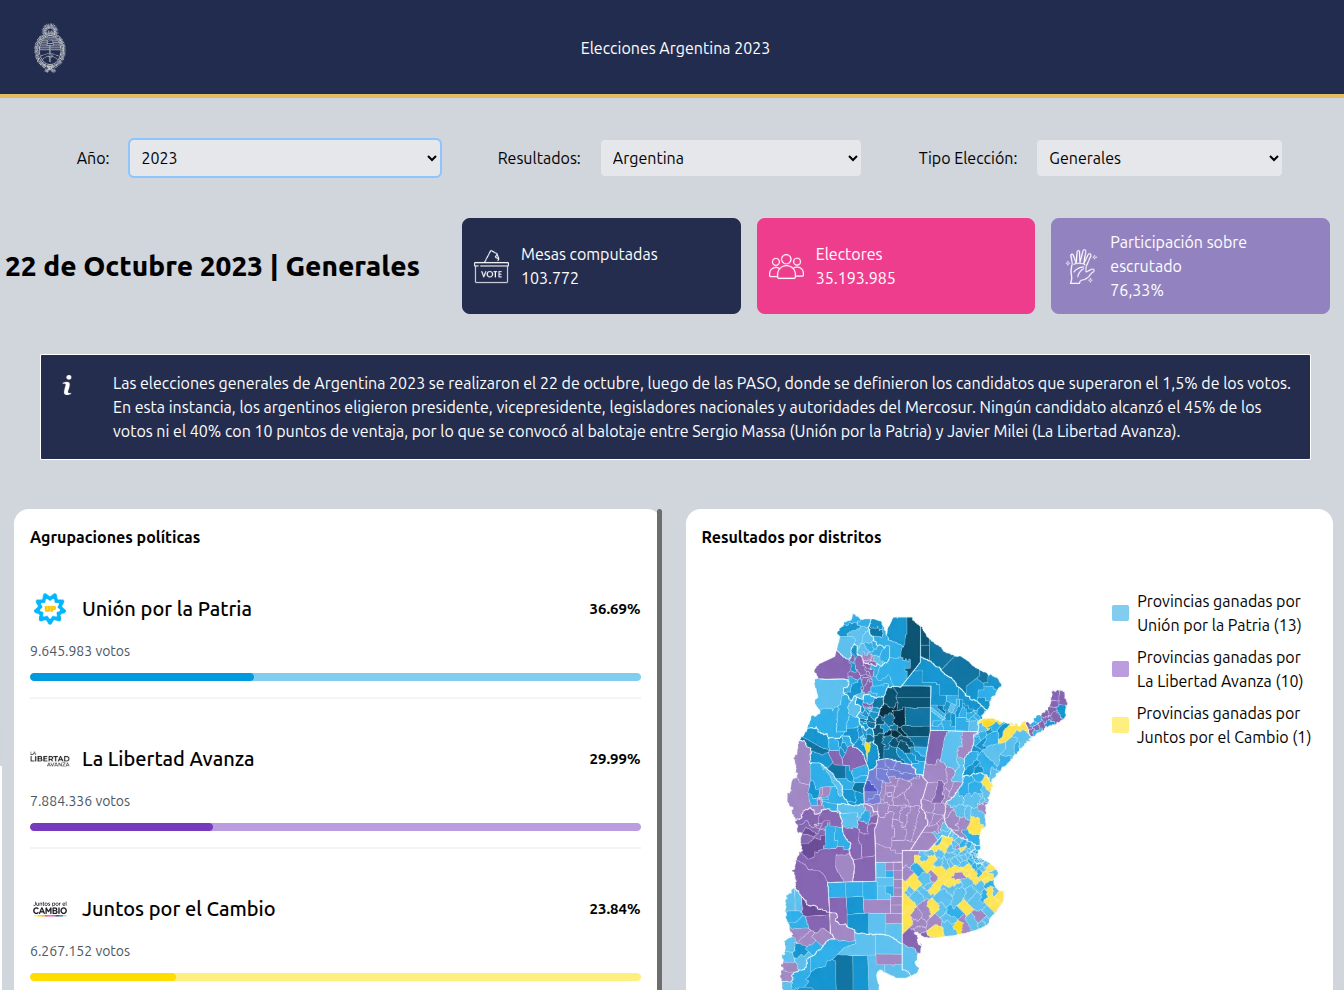 Elecciones Argentina 2023
Año:
2023
Resultados:
Argentina
Tipo Elección:
Generales
22 de Octubre 2023 | Generales
VOTE
Mesas computadas
103.772
Electores
35.193.985
Participación sobre
escrutado
76,33%
i
Las elecciones generales de Argentina 2023 se realizaron el 22 de octubre, luego de las PASO, donde se definieron los candidatos que superaron el 1,5% de los votos.
En esta instancia, los argentinos eligieron presidente, vicepresidente, legisladores nacionales y autoridades del Mercosur. Ningún candidato alcanzó el 45% de los
votos ni el 40% con 10 puntos de ventaja, por lo que se convocó al balotaje entre Sergio Massa (Unión por la Patria) y Javier Milei (La Libertad Avanza).
Agrupaciones políticas
UP
Unión por la Patria
36.69%
9.645.983 votos
LA
LIBERTAD
AVANZA
La Libertad Avanza
29.99%
7.884.336 votos
Juntos por el
CAMBIO
Juntos por el Cambio
23.84%
6.267.152 votos
Resultados por distritos
Provincias ganadas por
Unión por la Patria (13)
Provincias ganadas por
La Libertad Avanza (10)
Provincias ganadas por
Juntos por el Cambio (1)